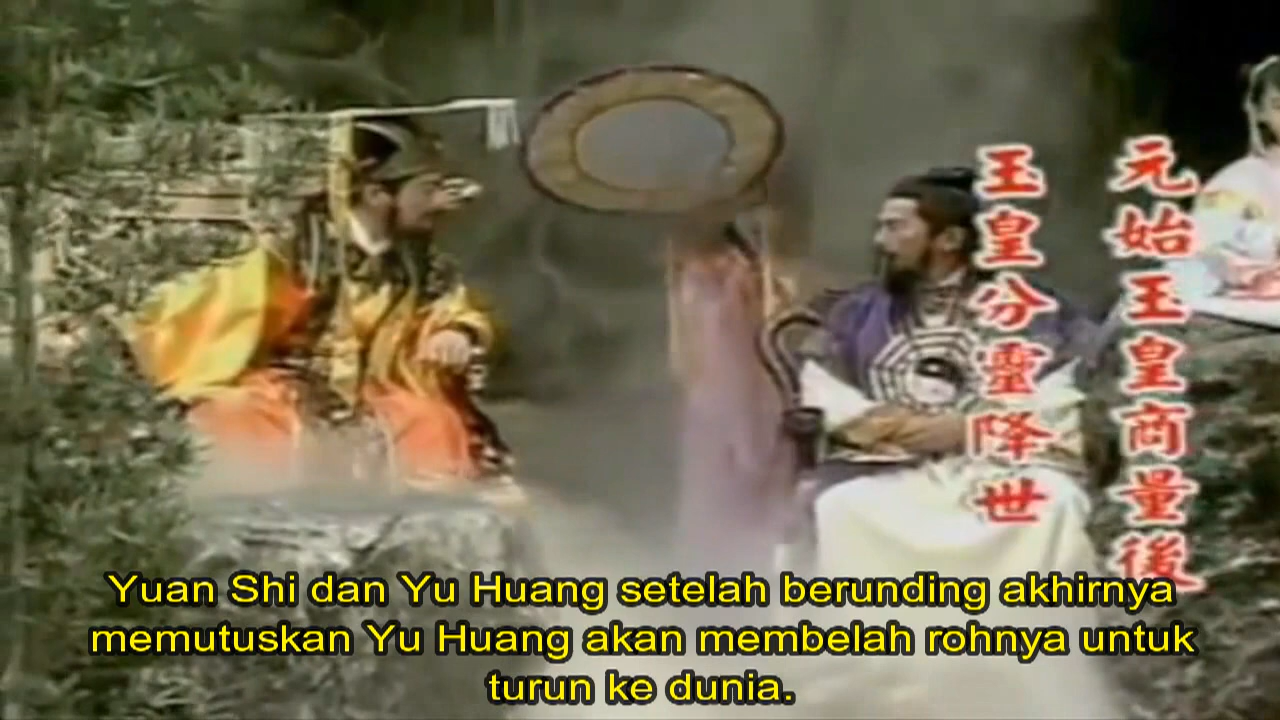 元始玉皇商量後
玉皇分靈降世
Yuan Shi dan Yu Huang setelah berunding akhirnya
memutuskan Yu Huang akan membelah rohnya untuk
turun ke dunia.